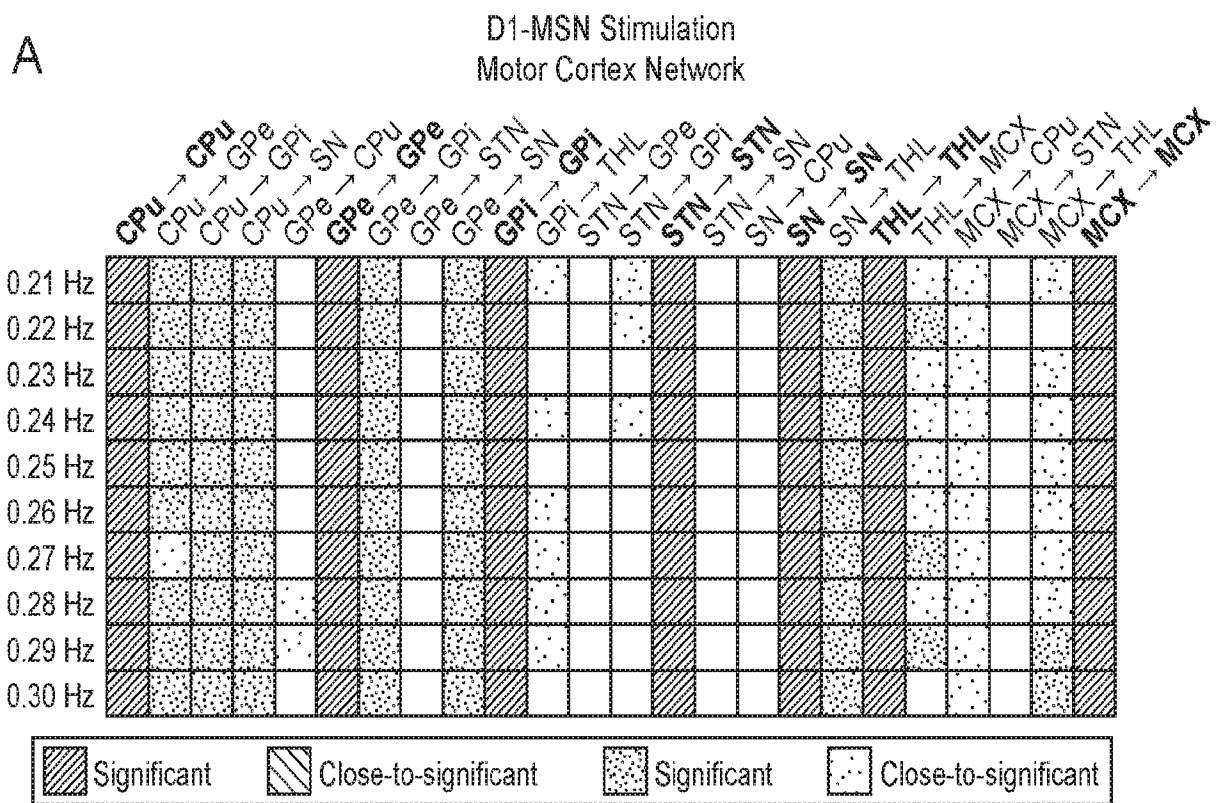 A
D1-MSN Stimulation
Motor Cortex Network
CPu → CPu
CPu → GPe
CPu → GPi
CPu → SN
GPe → CPu
GPe → GPe
GPe → GPi
GPe → STN
GPe → SN
GPi → GPi
GPi → THL
STN → GPe
STN → GPi
STN → STN
STN → SN
SN → CPu
SN → SN
SN → THL
THL → THL
THL → MCX
MCX → CPu
MCX → STN
MCX → THL
MCX → MCX
0.21 Hz
0.22 Hz
0.23 Hz
0.24 Hz
0.25 Hz
0.26 Hz
0.27 Hz
0.28 Hz
0.29 Hz
0.30 Hz
Significant Close-to-significant Significant Close-to-significant